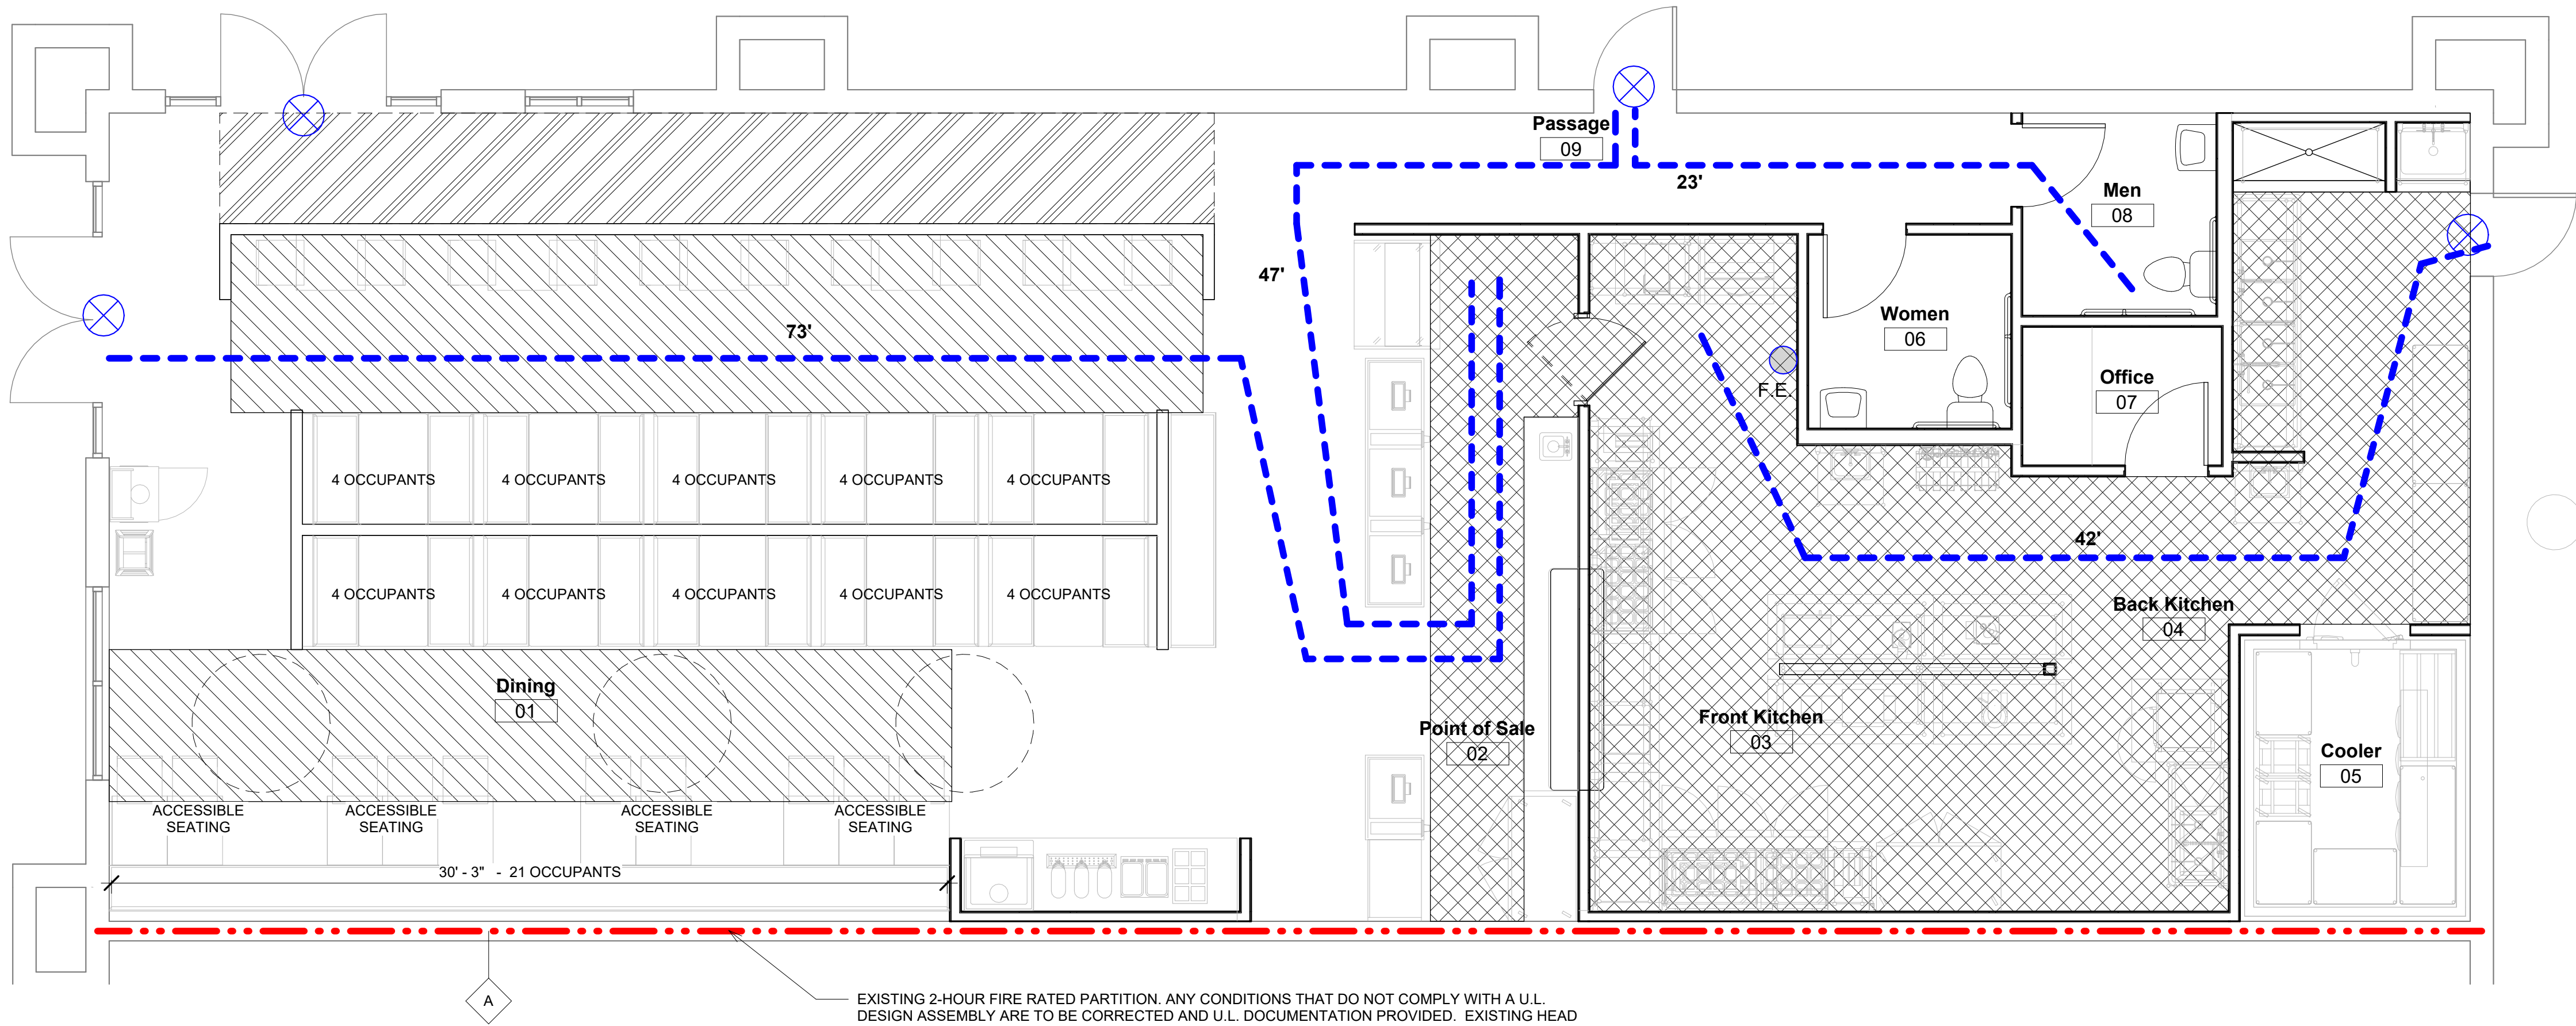 Passage
09
23'
Men
08
47'
73'
Women
06
F.E.
Office
07
4 OCCUPANTS
4 OCCUPANTS
4 OCCUPANTS
4 OCCUPANTS
4 OCCUPANTS
42'
4 OCCUPANTS
4 OCCUPANTS
4 OCCUPANTS
4 OCCUPANTS
4 OCCUPANTS
Back Kitchen
04
Dining
01
Point of Sale
02
Front Kitchen
03
Cooler
05
ACCESSIBLE
SEATING
ACCESSIBLE
SEATING
ACCESSIBLE
SEATING
ACCESSIBLE
SEATING
30' - 3" - 21 OCCUPANTS
A
EXISTING 2-HOUR FIRE RATED PARTITION. ANY CONDITIONS THAT DO NOT COMPLY WITH A U.L.
DESIGN ASSEMBLY ARE TO BE CORRECTED AND U.L. DOCUMENTATION PROVIDED. EXISTING HEAD